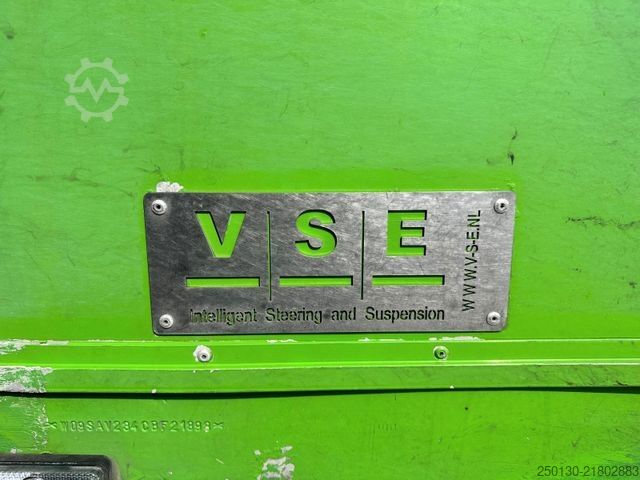 V S E
Intelligent Steering and Suspension
WWW.V-S-E.NL
250130-21802883